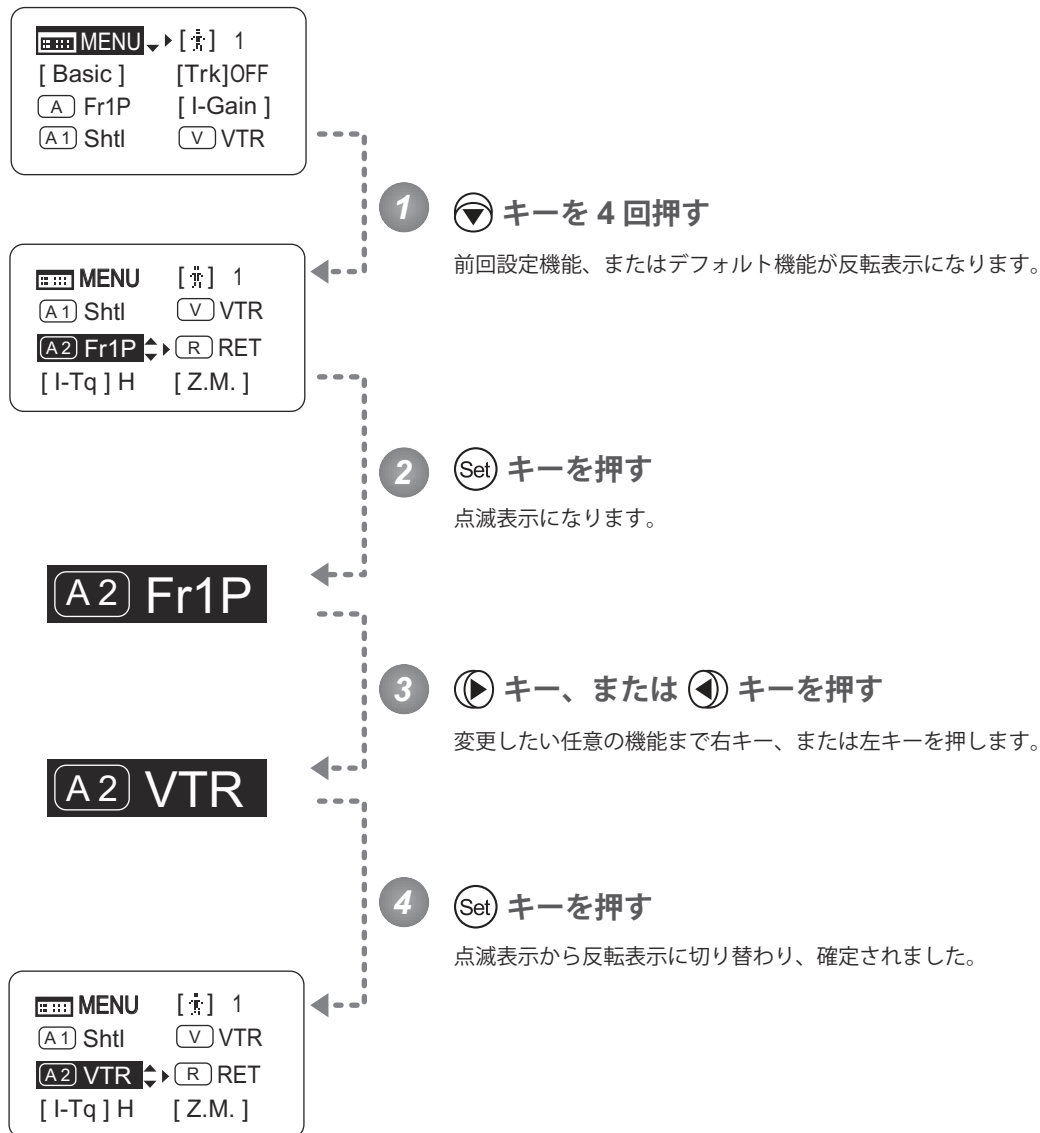 MENU [ ] 1
[ Basic ] [Trk]OFF
A Fr1P [ I-Gain ]
A 1 Shtl V VTR
1 キーを 4 回押す
前回設定機能、またはデフォルト機能が反転表示になります。
MENU [ ] 1
A 1 Shtl V VTR
A 2 Fr1P R RET
[ I-Tq ] H [ Z.M. ]
2 Set キーを押す
点滅表示になります。
A 2 Fr1P
3 キー、または キーを押す
変更したい任意の機能まで右キー、または左キーを押します。
A 2 VTR
4 Set キーを押す
点滅表示から反転表示に切り替わり、確定されました。
MENU [ ] 1
A 1 Shtl V VTR
A 2 VTR R RET
[ I-Tq ] H [ Z.M. ]